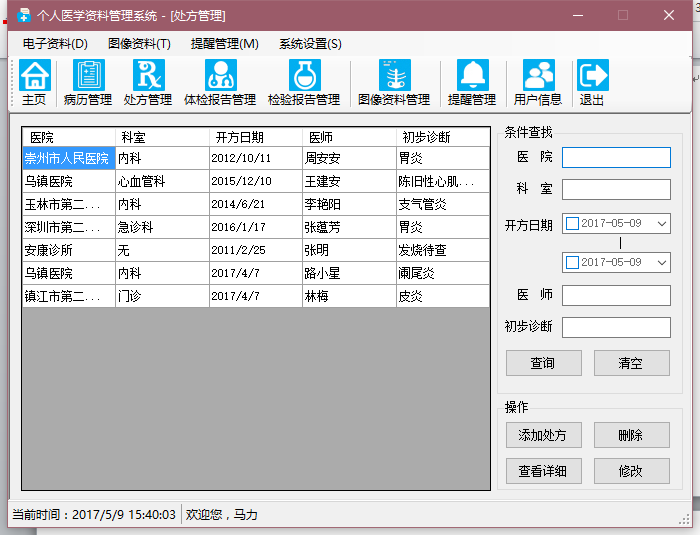 个人医学资料管理系统 - [处方管理]
电子资料(D) 图像资料(T) 提醒管理(M) 系统设置(S)
主页 病历管理 处方管理 体检报告管理 检验报告管理 图像资料管理 提醒管理 用户信息 退出
医院 科室 开方日期 医师 初步诊断
崇州市人民医院 内科 2012/10/11 周安安 胃炎
乌镇医院 心血管科 2015/12/10 王建安 陈旧性心肌...
玉林市第二... 内科 2014/6/21 李艳阳 支气管炎
深圳市第二... 急诊科 2016/1/17 张蕴芳 胃炎
安康诊所 无 2011/2/25 张明 发烧待查
乌镇医院 内科 2017/4/7 路小星 阑尾炎
镇江市第二... 门诊 2017/4/7 林梅 皮炎
条件查找
医 院
科 室
开方日期 2017-05-09
2017-05-09
医 师
初步诊断
查询 清空
操作
添加处方 删除
查看详细 修改
当前时间：2017/5/9 15:40:03 欢迎您，马力